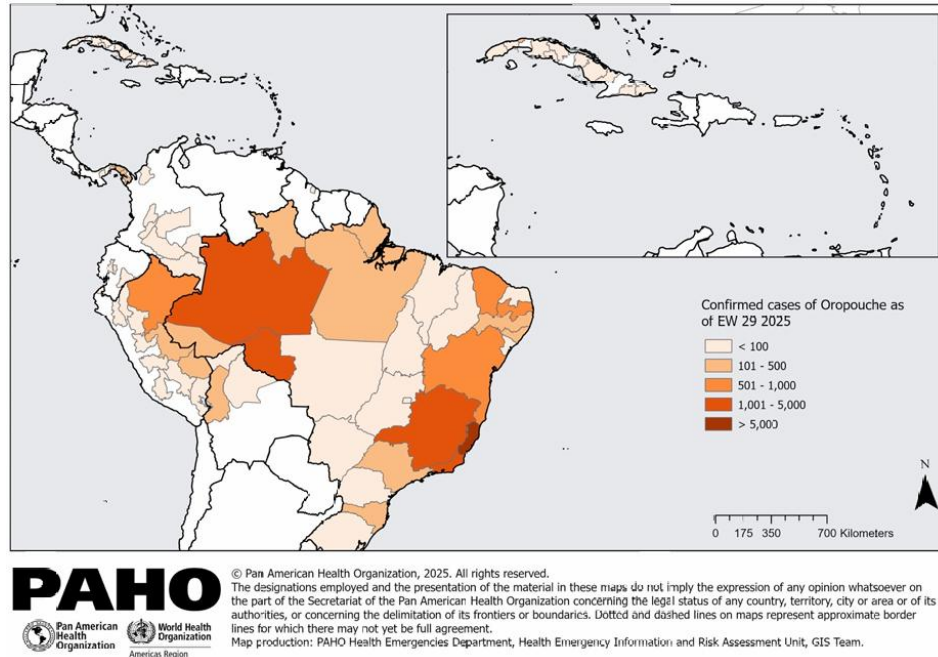 Confirmed cases of Oropouche as
of EW 29 2025
< 100
101 - 500
501 - 1,000
1,001 - 5,000
> 5,000
N
0 175 350 700 Kilometers
PAHO
Pan American
Health
Organization
World Health
Organization
Americas Region
© Pan American Health Organization, 2025. All rights reserved.
The designations employed and the presentation of the material in these maps do not imply the expression of any opinion whatsoever on
the part of the Secretariat of the Pan American Health Organization concerning the legal status of any country, territory, city or area or of its
authorities, or concerning the delimitation of its frontiers or boundaries. Dotted and dashed lines on maps represent approximate border
lines for which there may not yet be full agreement.
Map production: PAHO Health Emergencies Department, Health Emergency Information and Risk Assessment Unit, GIS Team.